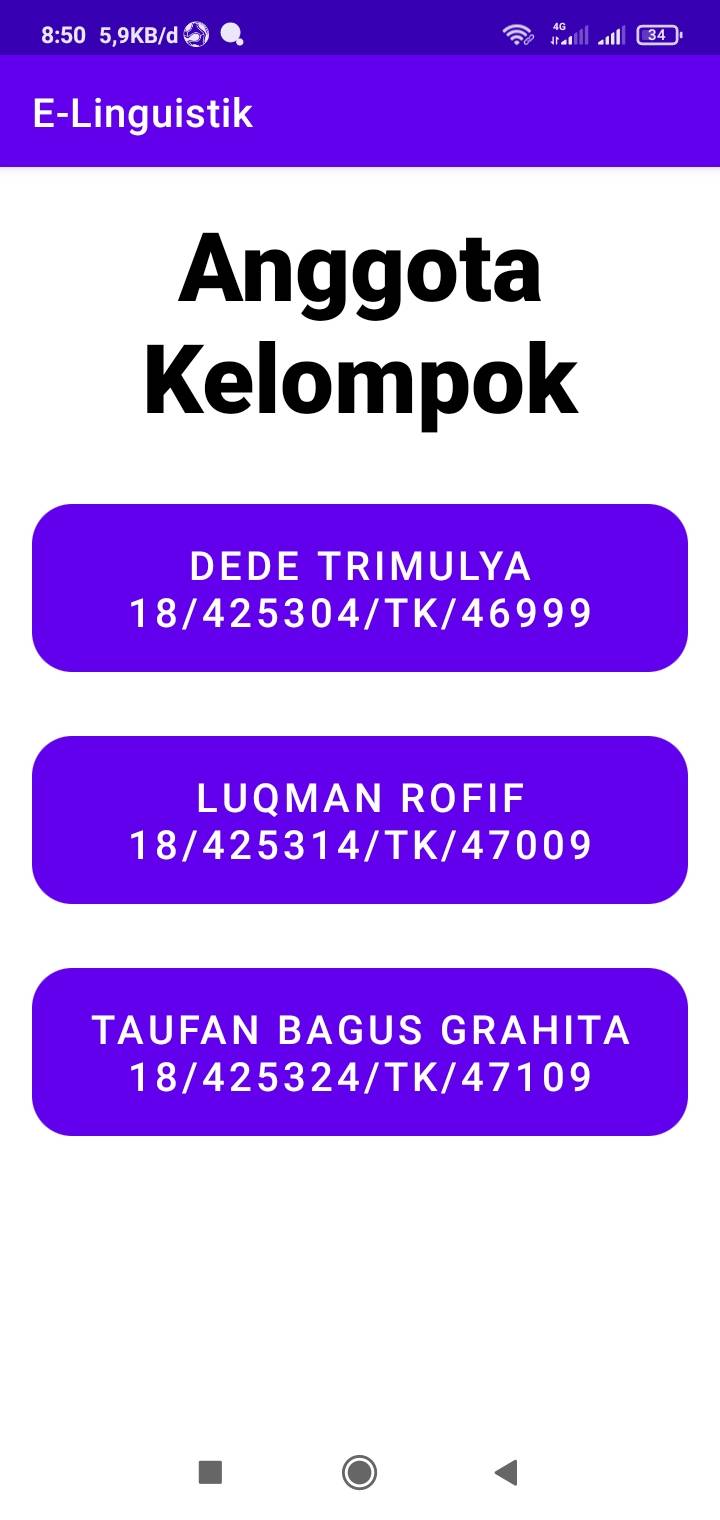 8:50 5,9KB/d 4G 34
E-Linguistik
Anggota
Kelompok
DEDE TRIMULYA
18/425304/TK/46999
LUQMAN ROFIF
18/425314/TK/47009
TAUFAN BAGUS GRAHITA
18/425324/TK/47109